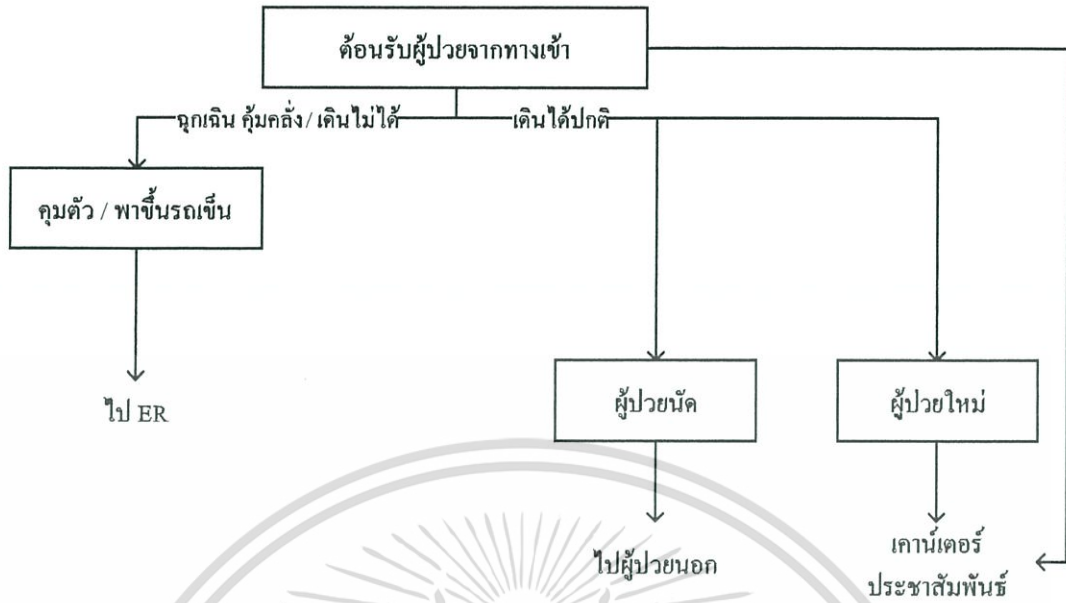 ต้อนรับผู้ป่วยจากทางเข้า
ฉุกเฉิน คุ้มคลั่ง / เดินไม่ได้
เดินได้ปกติ
คุมตัว / พาขึ้นรถเข็น
ไป ER
ผู้ป่วยนัด
ผู้ป่วยใหม่
ไปผู้ป่วยนอก
เคาน์เตอร์
ประชาสัมพันธ์